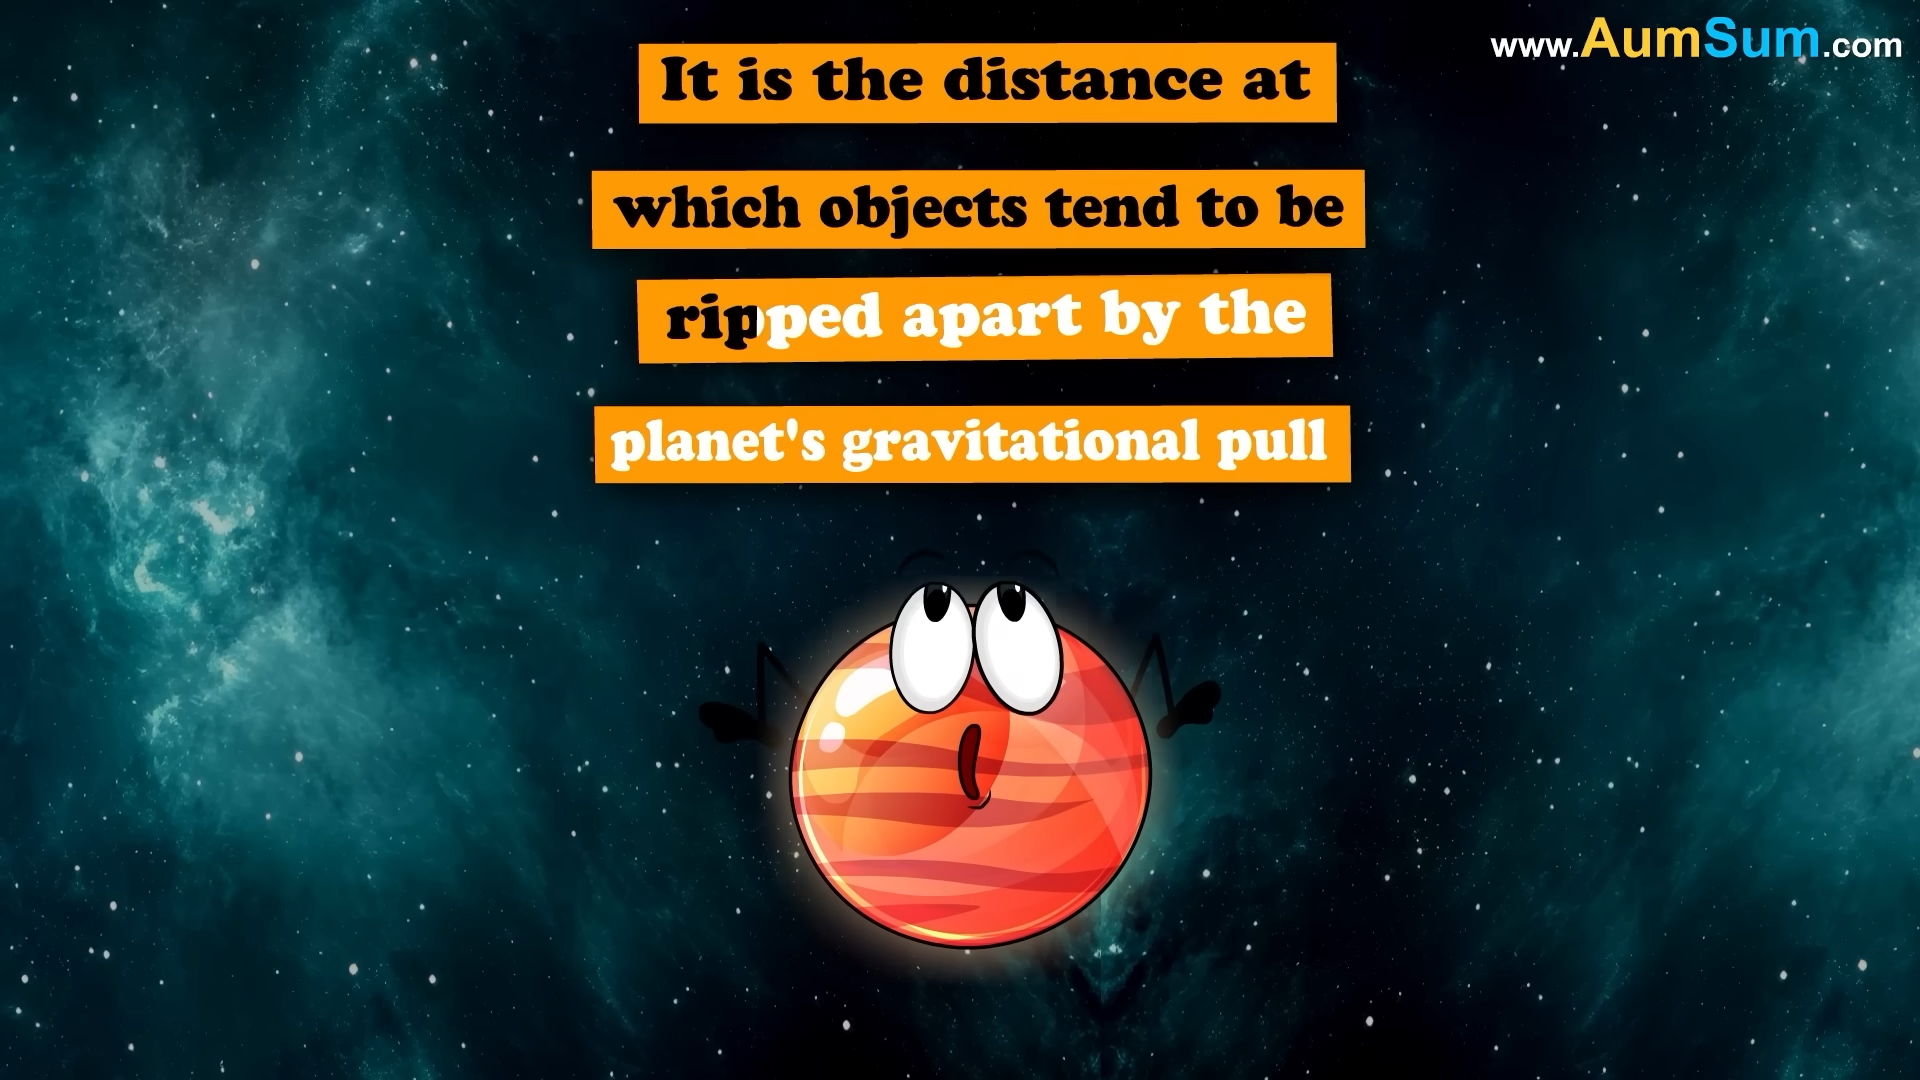 www.AumSum.com
It is the distance at
which objects tend to be
ripped apart by the
planet's gravitational pull